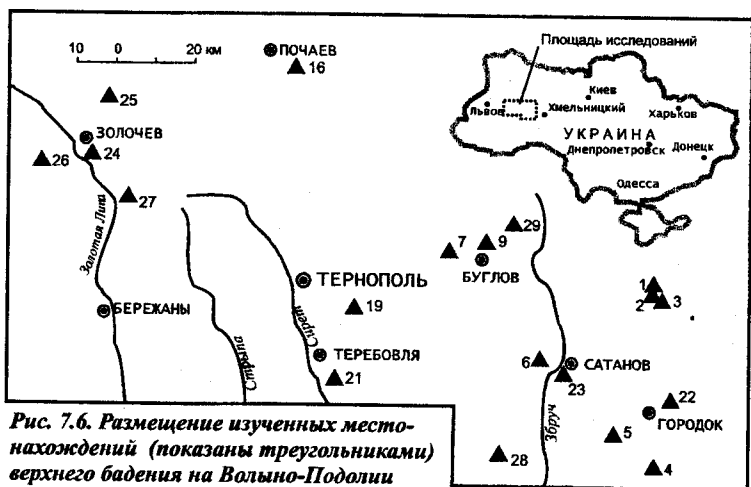 10 0 20 км
ПОЧАЕВ
16
25
ЗОЛОЧЕВ
24
26
27
Золотая Липа
БЕРЕЖАНЫ
Стрыпа
ТЕРНОПОЛЬ
19
Сирет
ТЕРЕБОВЛЯ
21
Площадь исследований
Киев
Львов
Хмельницкий
Харьков
УКРАИНА
Днепропетровск
Донецк
Одесса
29
7
9
БУГЛОВ
1
2
3
6
САТАНОВ
23
22
ГОРОДОК
5
4
28
Збруч
Рис. 7.6. Размещение изученных место-
нахождений (показаны треугольниками)
верхнего бадения на Волыно-Подолии